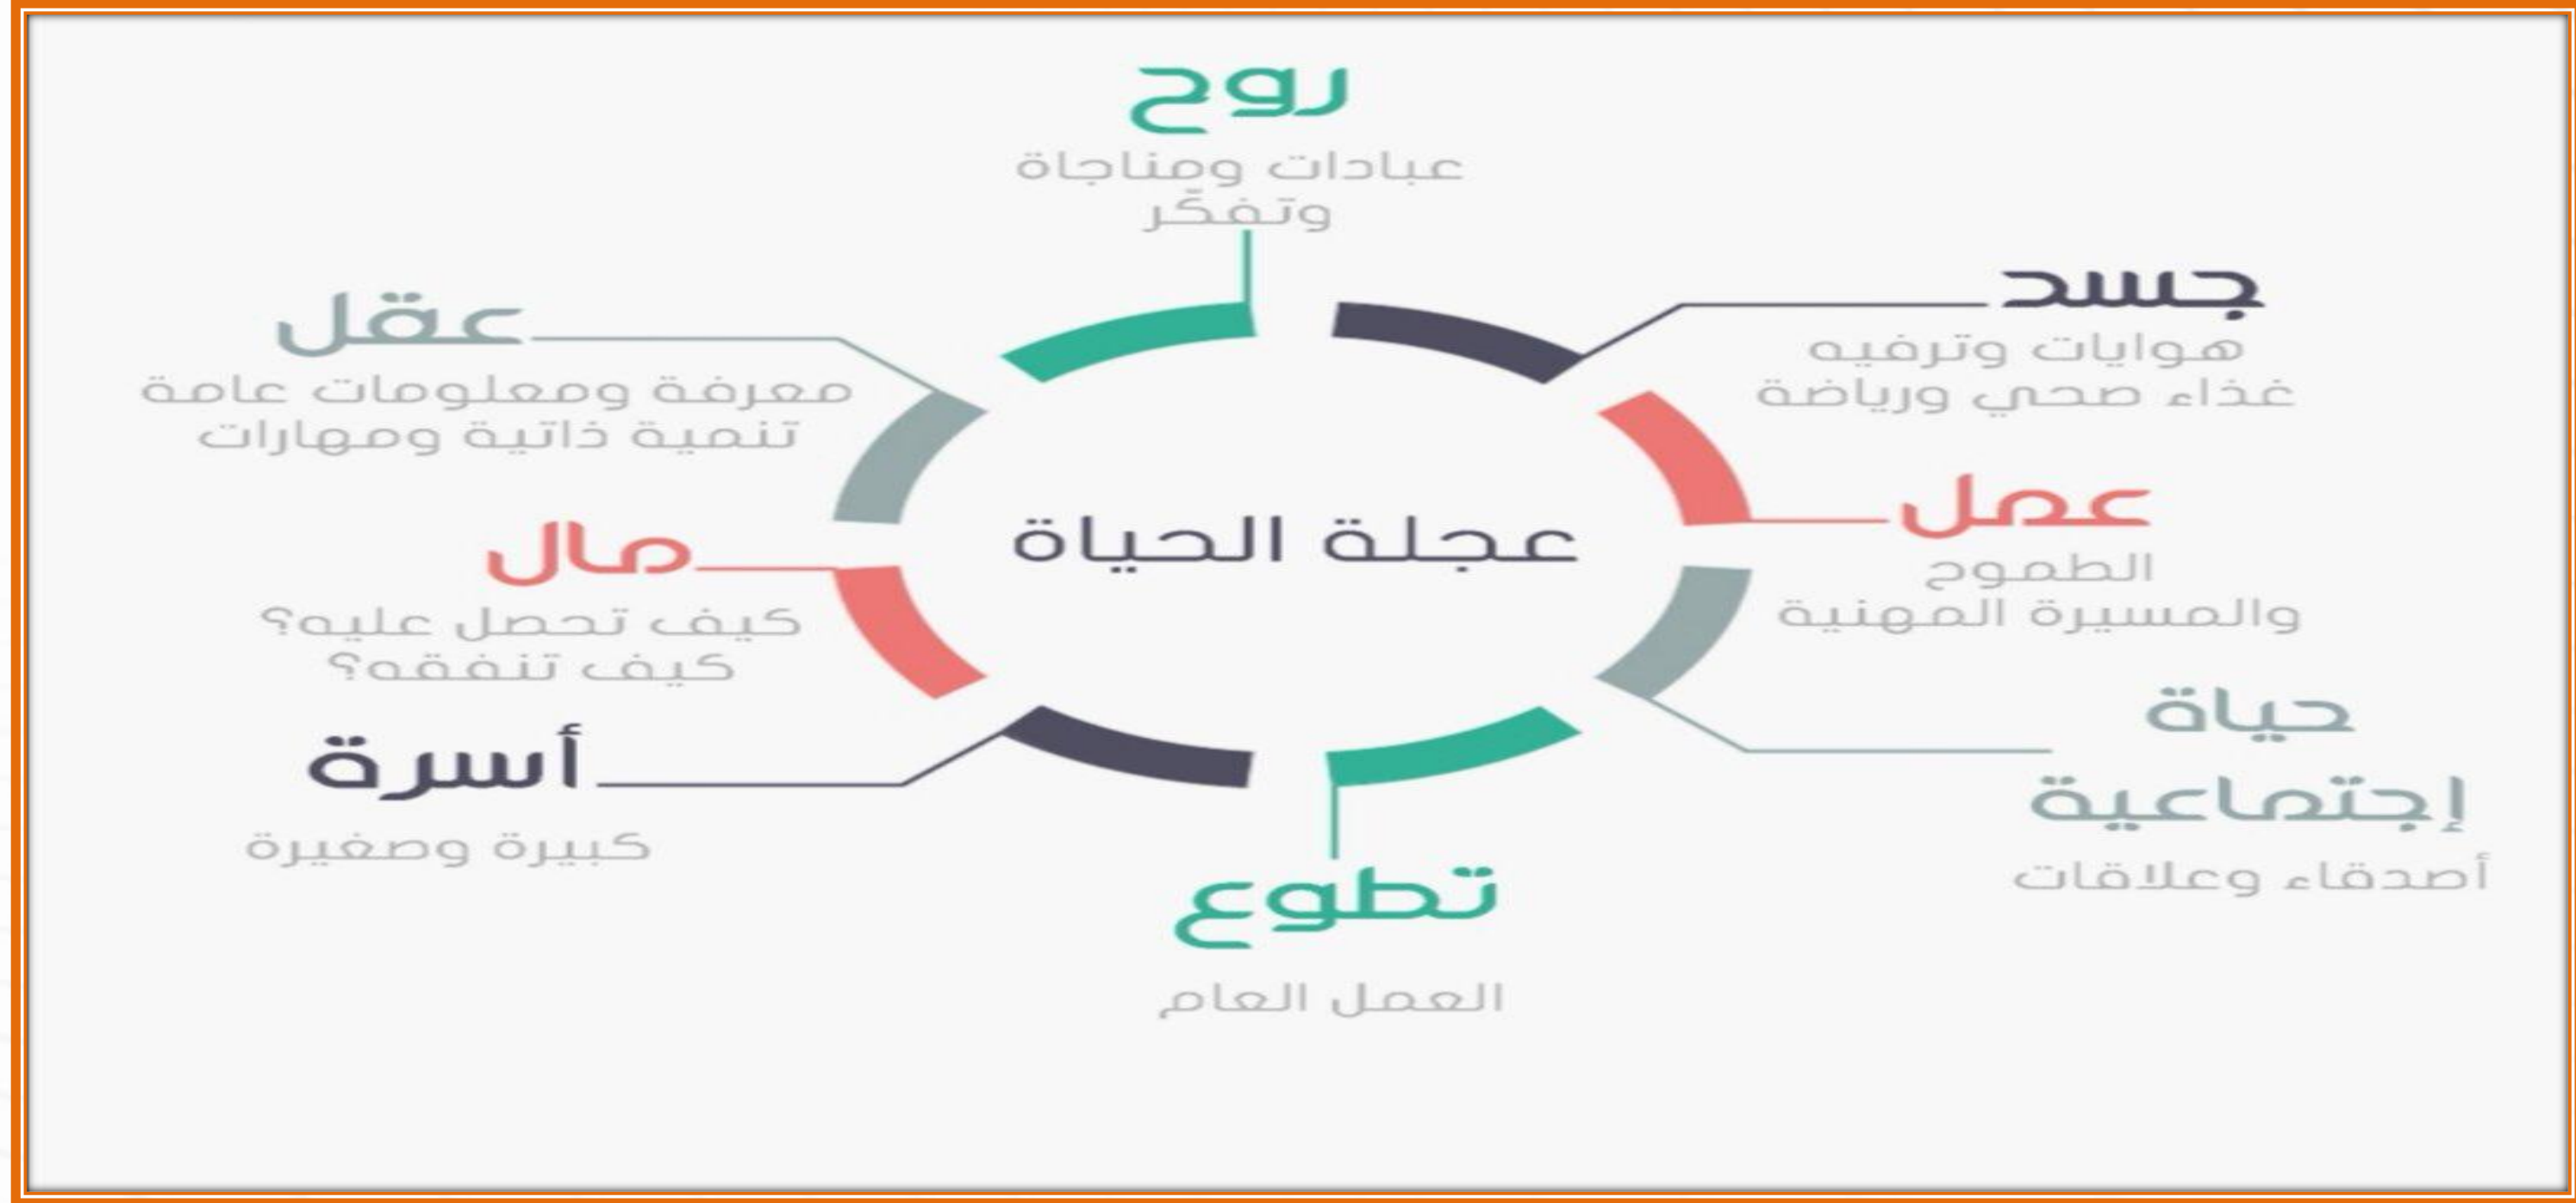 روح
عبادات ومناجاة
وتفكّر
جسد
هوايات وترفيه
غذاء صحي ورياضة
عقل
معرفة ومعلومات عامة
تنمية ذاتية ومهارات
عمل
الطموح
والمسيرة المهنية
عجلة الحياة
مال
كيف تحصل عليه؟
كيف تنفقه؟
حياة
إجتماعية
أصدقاء وعلاقات
أسرة
كبيرة وصغيرة
تطوع
العمل العام